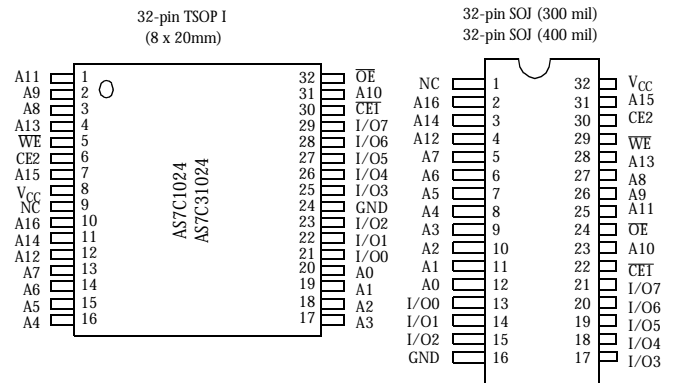 32-pin TSOP I
(8 x 20mm)
A11 1 32 OE
A9 2 31 A10
A8 3 30 CE1
A13 4 29 I/O7
WE 5 28 I/O6
CE2 6 27 I/O5
A15 7 26 I/O4
VCC 8 25 I/O3
NC 9 24 GND
A16 10 23 I/O2
A14 11 22 I/O1
A12 12 21 I/O0
A7 13 20 A0
A6 14 19 A1
A5 15 18 A2
A4 16 17 A3
AS7C1024
AS7C31024
32-pin SOJ (300 mil)
32-pin SOJ (400 mil)
NC 1 32 VCC
A16 2 31 A15
A14 3 30 CE2
A12 4 29 WE
A7 5 28 A13
A6 6 27 A8
A5 7 26 A9
A4 8 25 A11
A3 9 24 OE
A2 10 23 A10
A1 11 22 CE1
A0 12 21 I/O7
I/O0 13 20 I/O6
I/O1 14 19 I/O5
I/O2 15 18 I/O4
GND 16 17 I/O3